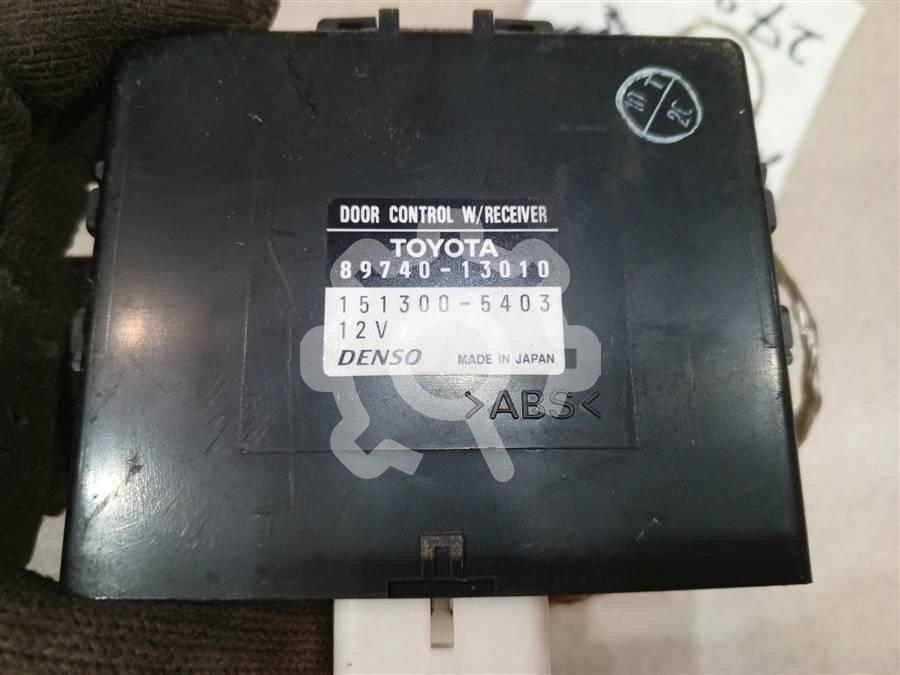 DOOR CONTROL W/RECEIVER
TOYOTA
89740-13010
151300-5403
12V
DENSO MADE IN JAPAN
>ABS<